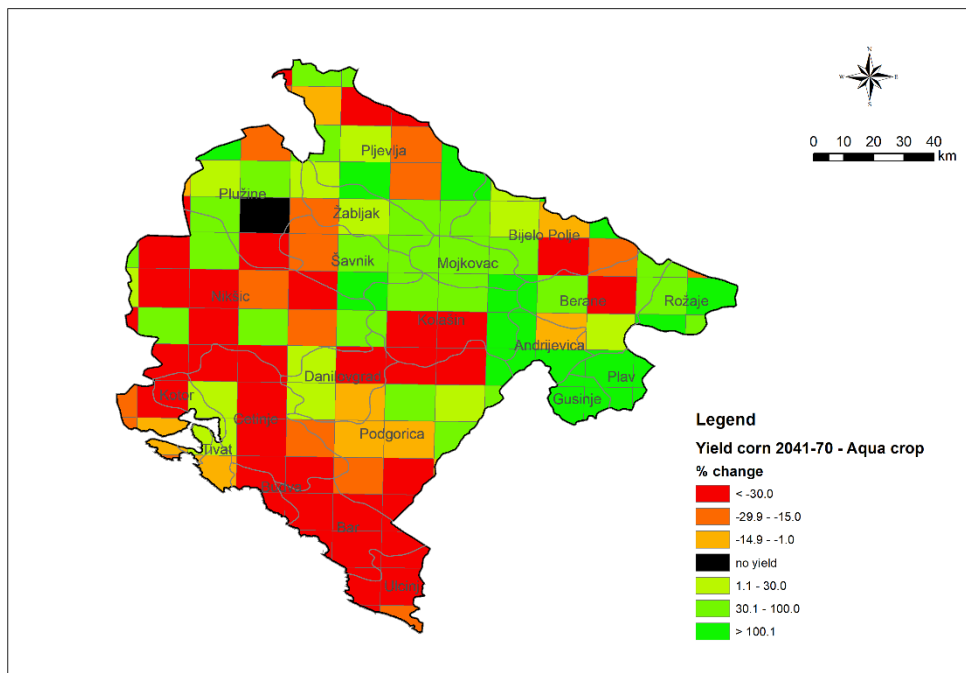 N
W E
S
0 10 20 30 40
km
Pljevlja
Plužine
Žabljak
Bijelo Polje
Šavnik
Mojkovac
Nikšić
Berane
Rožaje
Kolašin
Andrijevica
Danilovgrad
Plav
Kotor
Gusinje
Cetinje
Podgorica
Tivat
Budva
Bar
Ulcinj
Legend
Yield corn 2041-70 - Aqua crop
% change
< -30.0
-29.9 - -15.0
-14.9 - -1.0
no yield
1.1 - 30.0
30.1 - 100.0
> 100.1